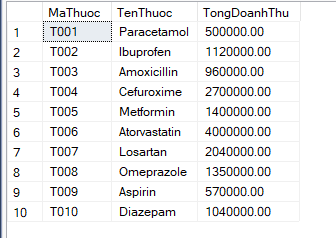 MaThuoc TenThuoc TongDoanhThu
1 T001 Paracetamol 500000.00
2 T002 Ibuprofen 1120000.00
3 T003 Amoxicillin 960000.00
4 T004 Cefuroxime 2700000.00
5 T005 Metformin 1400000.00
6 T006 Atorvastatin 4000000.00
7 T007 Losartan 2040000.00
8 T008 Omeprazole 1350000.00
9 T009 Aspirin 570000.00
10 T010 Diazepam 1040000.00